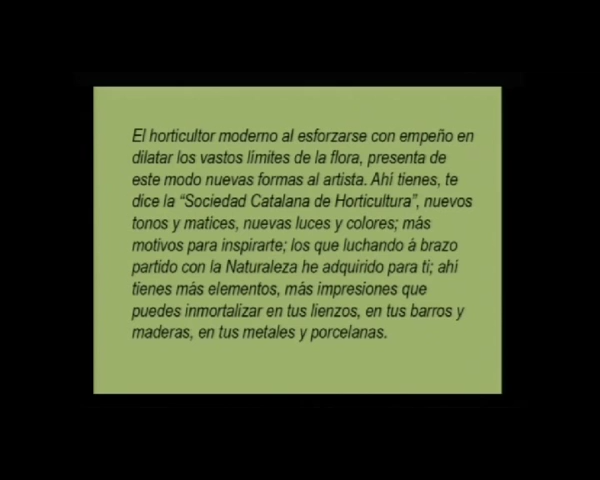 El horticultor moderno al esforzarse con empeño en
dilatar los vastos límites de la flora, presenta de
este modo nuevas formas al artista. Ahí tienes, te
dice la “Sociedad Catalana de Horticultura”, nuevos
tonos y matices, nuevas luces y colores; más
motivos para inspirarte; los que luchando á brazo
partido con la Naturaleza he adquirido para ti; ahí
tienes más elementos, más impresiones que
puedes inmortalizar en tus lienzos, en tus barros y
maderas, en tus metales y porcelanas.